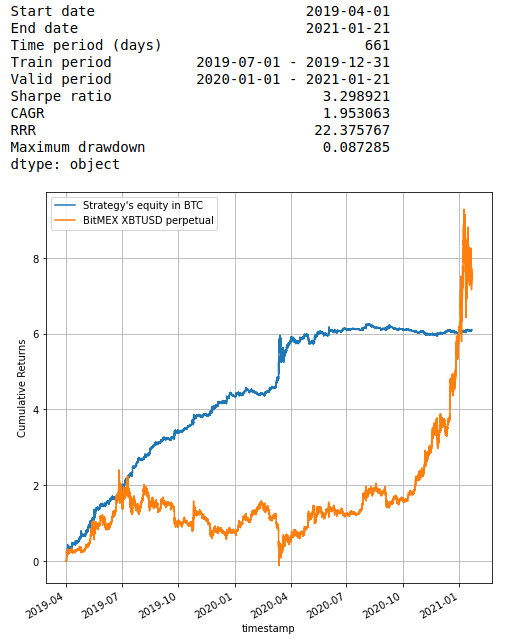 Start date 2019-04-01
End date 2021-01-21
Time period (days) 661
Train period 2019-07-01 - 2019-12-31
Valid period 2020-01-01 - 2021-01-21
Sharpe ratio 3.298921
CAGR 1.953063
RRR 22.375767
Maximum drawdown 0.087285
dtype: object
Strategy's equity in BTC
BitMEX XBTUSD perpetual
Cumulative Returns
8
6
4
2
0
2019-04 2019-07 2019-10 2020-01 2020-04 2020-07 2020-10 2021-01
timestamp